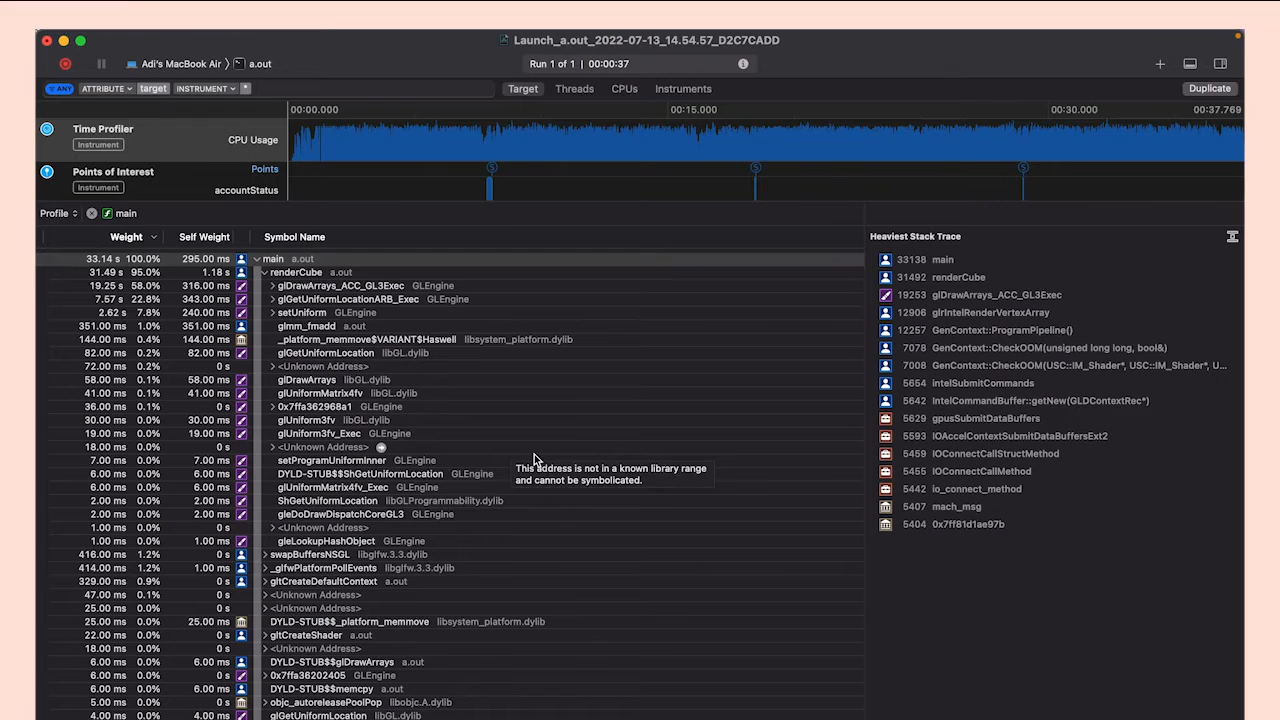 Launch_a.out_2022-07-13_14.54.57_D2C7CADD
Adi's MacBook Air 〉 a.out
Run 1 of 1 | 00:00:37
ANY ATTRIBUTE target INSTRUMENT *
Target Threads CPUs Instruments
Duplicate
00:00.000 00:15.000 00:30.000 00:37.769
Time Profiler
Instrument
CPU Usage
Points of Interest
Instrument
Points
accountStatus
S S S
Profile main
Weight Self Weight Symbol Name
33.14 s 100.0% 295.00 ms main a.out
31.49 s 95.0% 1.18 s renderCube a.out
19.25 s 58.0% 316.00 ms glDrawArrays_ACC_GL3Exec GLEngine
7.57 s 22.8% 343.00 ms glGetUniformLocationARB_Exec GLEngine
2.62 s 7.8% 240.00 ms setUniform GLEngine
351.00 ms 1.0% 351.00 ms glmm_fmadd a.out
144.00 ms 0.4% 144.00 ms _platform_memmove$VARIANT$Haswell libsystem_platform.dylib
82.00 ms 0.2% 82.00 ms glGetUniformLocation libGL.dylib
72.00 ms 0.2% 0 s <Unknown Address>
58.00 ms 0.1% 58.00 ms glDrawArrays libGL.dylib
41.00 ms 0.1% 41.00 ms glUniformMatrix4fv libGL.dylib
36.00 ms 0.1% 0 s 0x7ffa362968a1 GLEngine
30.00 ms 0.0% 30.00 ms glUniform3fv libGL.dylib
19.00 ms 0.0% 19.00 ms glUniform3fv_Exec GLEngine
18.00 ms 0.0% 0 s <Unknown Address>
7.00 ms 0.0% 7.00 ms setProgramUniformInner GLEngine
6.00 ms 0.0% 6.00 ms DYLD-STUB$$ShGetUniformLocation GLEngine
6.00 ms 0.0% 6.00 ms glUniformMatrix4fv_Exec GLEngine
2.00 ms 0.0% 2.00 ms ShGetUniformLocation libGLProgrammability.dylib
2.00 ms 0.0% 2.00 ms gleDoDrawDispatchCoreGL3 GLEngine
1.00 ms 0.0% 0 s <Unknown Address>
1.00 ms 0.0% 1.00 ms gleLookupHashObject GLEngine
416.00 ms 1.2% 0 s swapBuffersNSGL libglfw.3.3.dylib
414.00 ms 1.2% 1.00 ms _glfwPlatformPollEvents libglfw.3.3.dylib
329.00 ms 0.9% 0 s gltCreateDefaultContext a.out
47.00 ms 0.1% 0 s <Unknown Address>
25.00 ms 0.0% 0 s <Unknown Address>
25.00 ms 0.0% 25.00 ms DYLD-STUB$$_platform_memmove libsystem_platform.dylib
22.00 ms 0.0% 0 s gltCreateShader a.out
18.00 ms 0.0% 0 s <Unknown Address>
6.00 ms 0.0% 6.00 ms DYLD-STUB$$glDrawArrays a.out
6.00 ms 0.0% 0 s 0x7ffa36202405 GLEngine
6.00 ms 0.0% 6.00 ms DYLD-STUB$$memcpy a.out
5.00 ms 0.0% 0 s objc_autoreleasePoolPop libobjc.A.dylib
4.00 ms 0.0% 4.00 ms glGetUniformLocation libGL.dylib
This address is not in a known library range
and cannot be symbolicated.
Heaviest Stack Trace
33138 main
31492 renderCube
19253 glDrawArrays_ACC_GL3Exec
12906 glrIntelRenderVertexArray
12257 GenContext::ProgramPipeline()
7078 GenContext::CheckOOM(unsigned long long, bool&)
7008 GenContext::CheckOOM(USC::IM_Shader*, USC::IM_Shader*, U...
5654 intelSubmitCommands
5642 IntelCommandBuffer::getNew(GLDContextRec*)
5629 gpusSubmitDataBuffers
5593 IOAccelContextSubmitDataBuffersExt2
5459 IOConnectCallStructMethod
5455 IOConnectCallMethod
5442 io_connect_method
5407 mach_msg
5404 0x7ff81d1ae97b